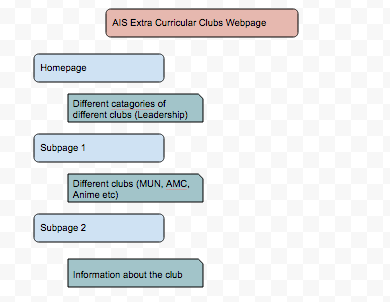 AIS Extra Curricular Clubs Webpage
Homepage
Different catagories of
different clubs (Leadership)
Subpage 1
Different clubs (MUN, AMC,
Anime etc)
Subpage 2
Information about the club